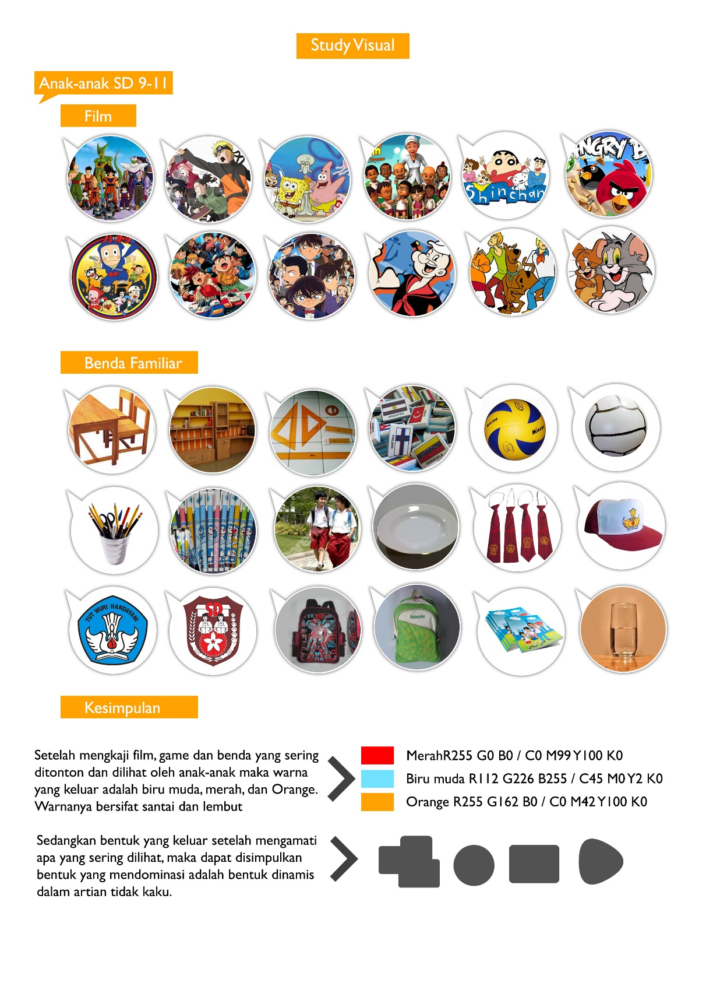 Study Visual
Anak-anak SD 9-11
Film
Shinchan
ANGRY B
Benda Familiar
ARGENTINA
FINLAND
VENEZUELA
MIKASA
TUT WURI HANDAYANI
SD
Kesimpulan
Setelah mengkaji film, game dan benda yang sering
ditonton dan dilihat oleh anak-anak maka warna
yang keluar adalah biru muda, merah, dan Orange.
Warnanya bersifat santai dan lembut
MerahR255 G0 B0 / C0 M99 Y100 K0
Biru muda R112 G226 B255 / C45 M0 Y2 K0
Orange R255 G162 B0 / C0 M42 Y100 K0
Sedangkan bentuk yang keluar setelah mengamati
apa yang sering dilihat, maka dapat disimpulkan
bentuk yang mendominasi adalah bentuk dinamis
dalam artian tidak kaku.